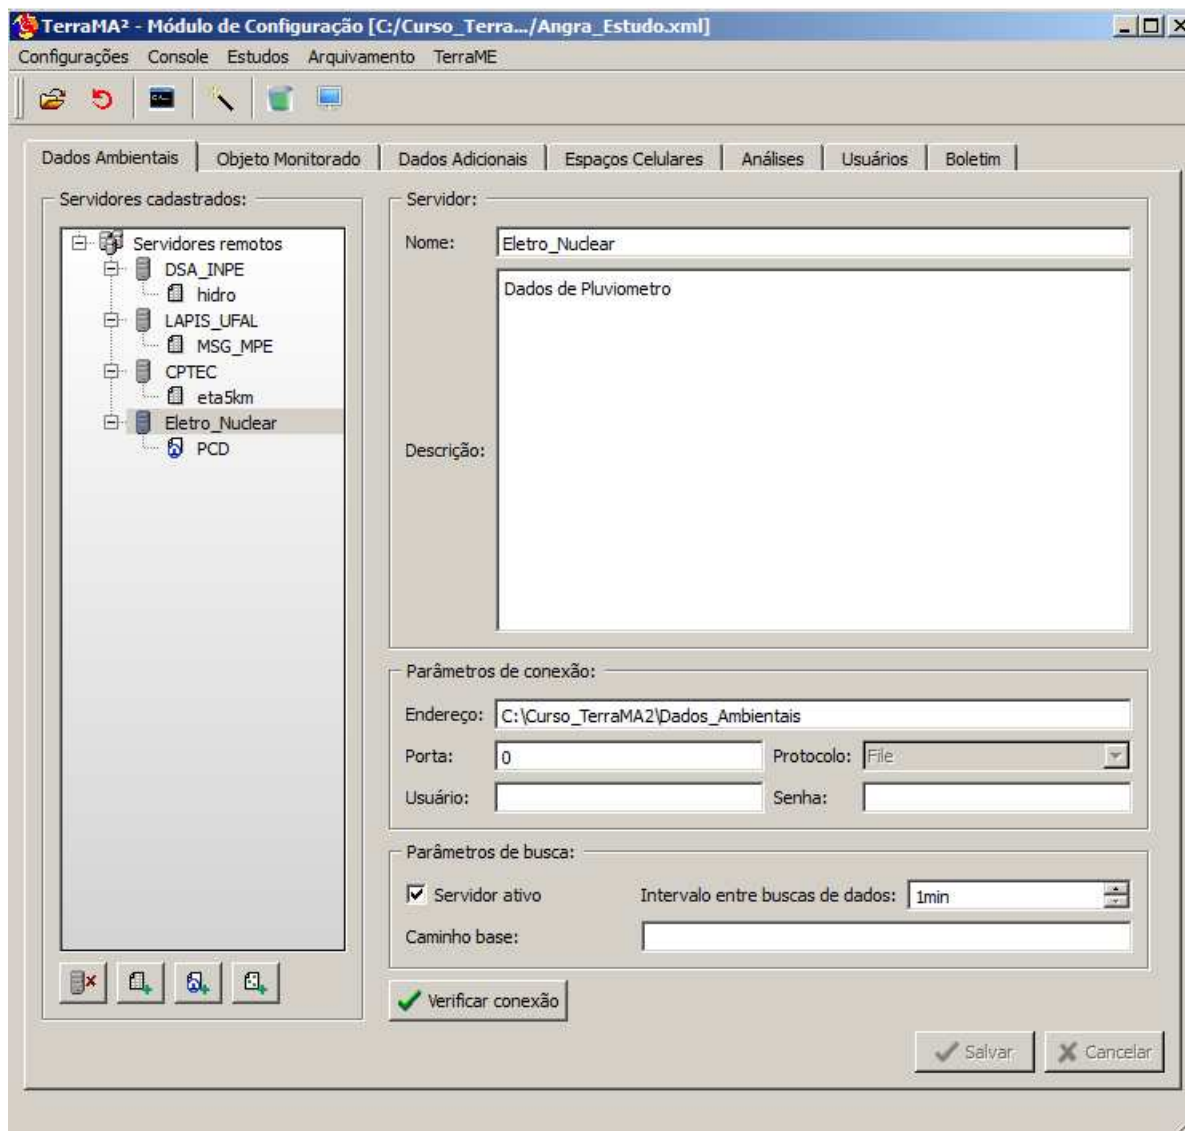 TerraMA² - Módulo de Configuração [C:/Curso_Terra.../Angra_Estudo.xml]
Configurações Console Estudos Arquivamento TerraME
Dados Ambientais Objeto Monitorado Dados Adicionais Espaços Celulares Análises Usuários Boletim
Servidores cadastrados:
Servidores remotos
DSA_INPE
hidro
LAPIS_UFAL
MSG_MPE
CPTEC
eta5km
Eletro_Nuclear
PCD
Servidor:
Nome: Eletro_Nuclear
Dados de Pluviometro
Descrição:
Parâmetros de conexão:
Endereço: C:\Curso_TerraMA2\Dados_Ambientais
Porta: 0 Protocolo: File
Usuário: Senha:
Parâmetros de busca:
Servidor ativo Intervalo entre buscas de dados: 1min
Caminho base:
Verificar conexão
Salvar Cancelar